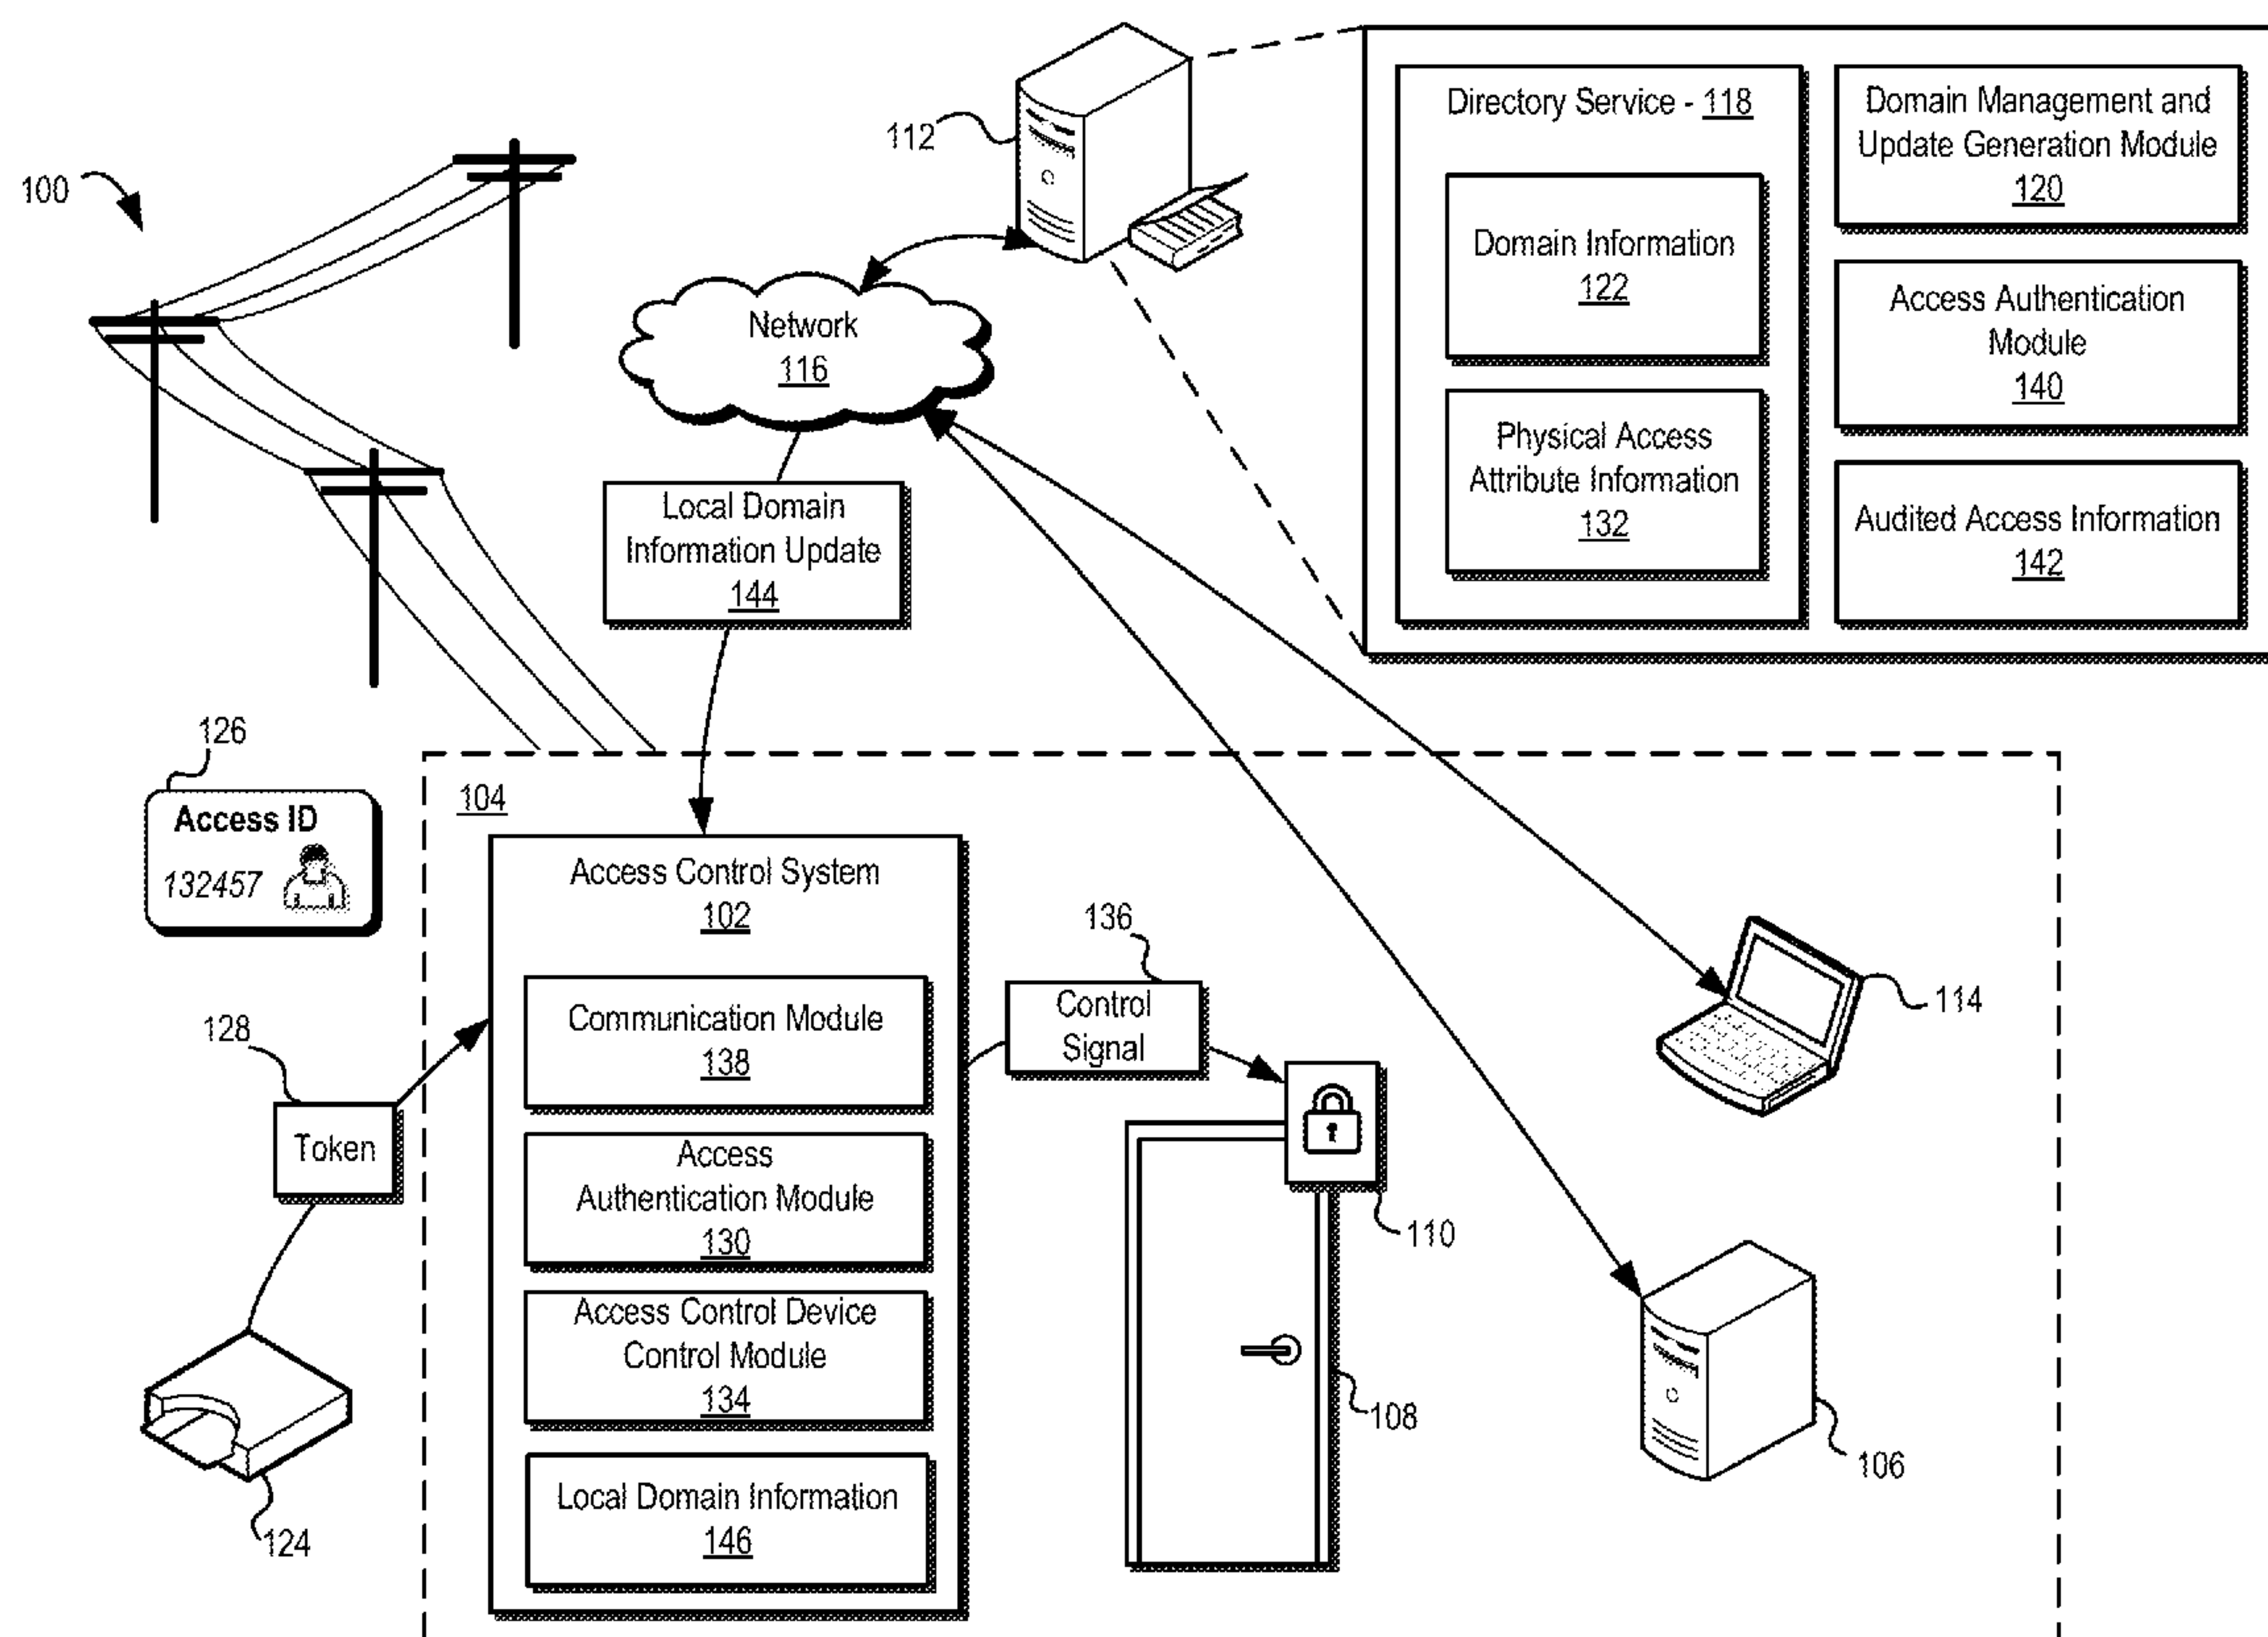 100
112
Directory Service - 118
Domain Information
122
Physical Access
Attribute Information
132
Domain Management and
Update Generation Module
120
Access Authentication
Module
140
Audited Access Information
142
Network
116
Local Domain
Information Update
144
126
Access ID
132457
104
Access Control System
102
Communication Module
138
Access
Authentication Module
130
Access Control Device
Control Module
134
Local Domain Information
146
128
Token
124
136
Control
Signal
110
108
114
106